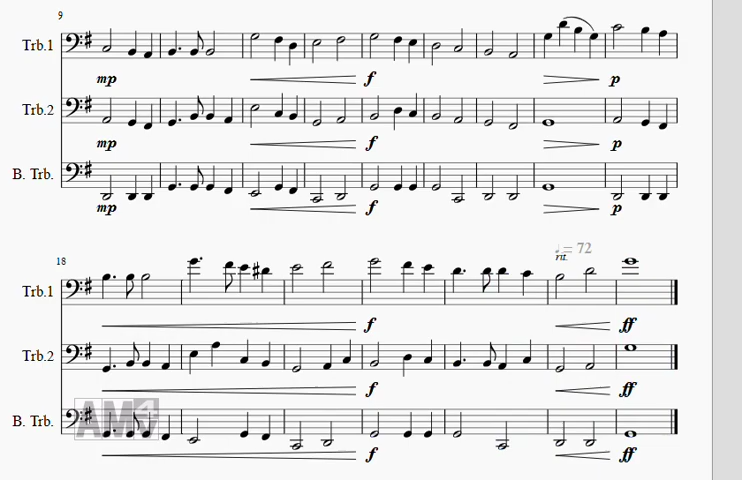 9
Trb.1
mp f p
Trb.2
mp f p
B. Trb.
mp f p
18
♩ = 72
rit.
Trb.1
f ff
Trb.2
f ff
AM4
B. Trb.
f ff